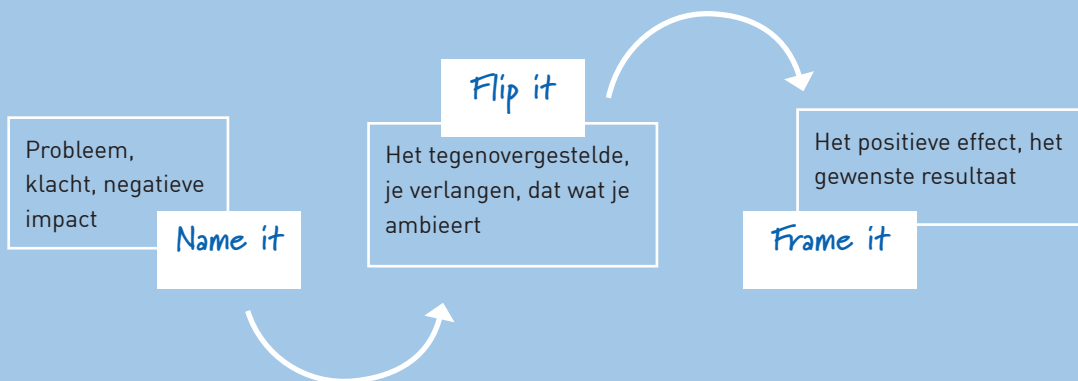 Probleem,
klacht, negatieve
impact
Name it
Flip it
Het tegenovergestelde,
je verlangen, dat wat je
ambieert
Het positieve effect, het
gewenste resultaat
Frame it